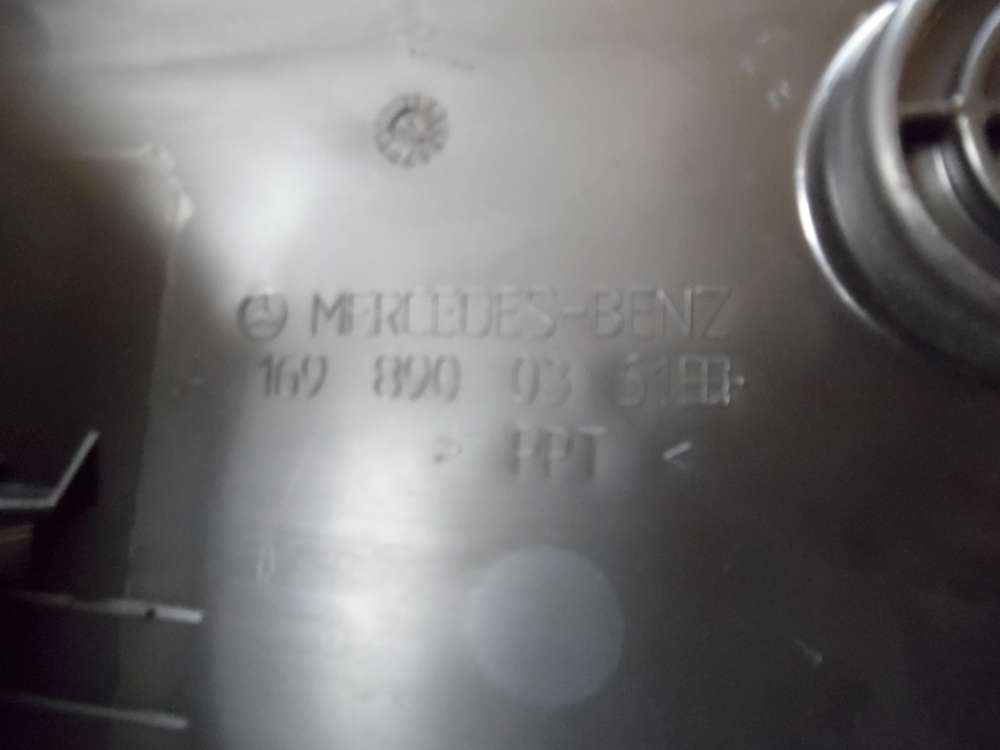 MERCEDES-BENZ
169 890 03 61
> PPT <